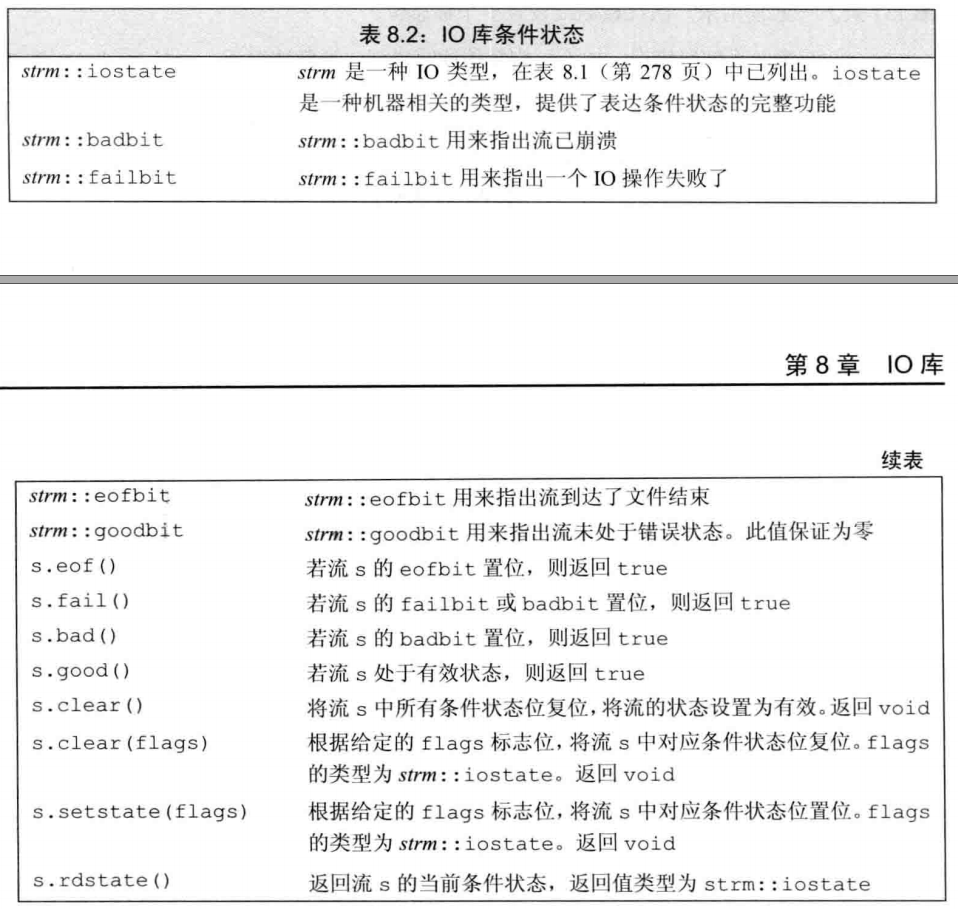 表 8.2：IO 库条件状态
strm::iostate strm 是一种 IO 类型，在表 8.1（第 278 页）中已列出。iostate
是一种机器相关的类型，提供了表达条件状态的完整功能
strm::badbit strm::badbit 用来指出流已崩溃
strm::failbit strm::failbit 用来指出一个 IO 操作失败了
第 8 章 IO 库
续表
strm::eofbit strm::eofbit 用来指出流到达了文件结束
strm::goodbit strm::goodbit 用来指出流未处于错误状态。此值保证为零
s.eof() 若流 s 的 eofbit 置位，则返回 true
s.fail() 若流 s 的 failbit 或 badbit 置位，则返回 true
s.bad() 若流 s 的 badbit 置位，则返回 true
s.good() 若流 s 处于有效状态，则返回 true
s.clear() 将流 s 中所有条件状态位复位，将流的状态设置为有效。返回 void
s.clear(flags) 根据给定的 flags 标志位，将流 s 中对应条件状态位复位。flags
的类型为 strm::iostate。返回 void
s.setstate(flags) 根据给定的 flags 标志位，将流 s 中对应条件状态位置位。flags
的类型为 strm::iostate。返回 void
s.rdstate() 返回流 s 的当前条件状态，返回值类型为 strm::iostate